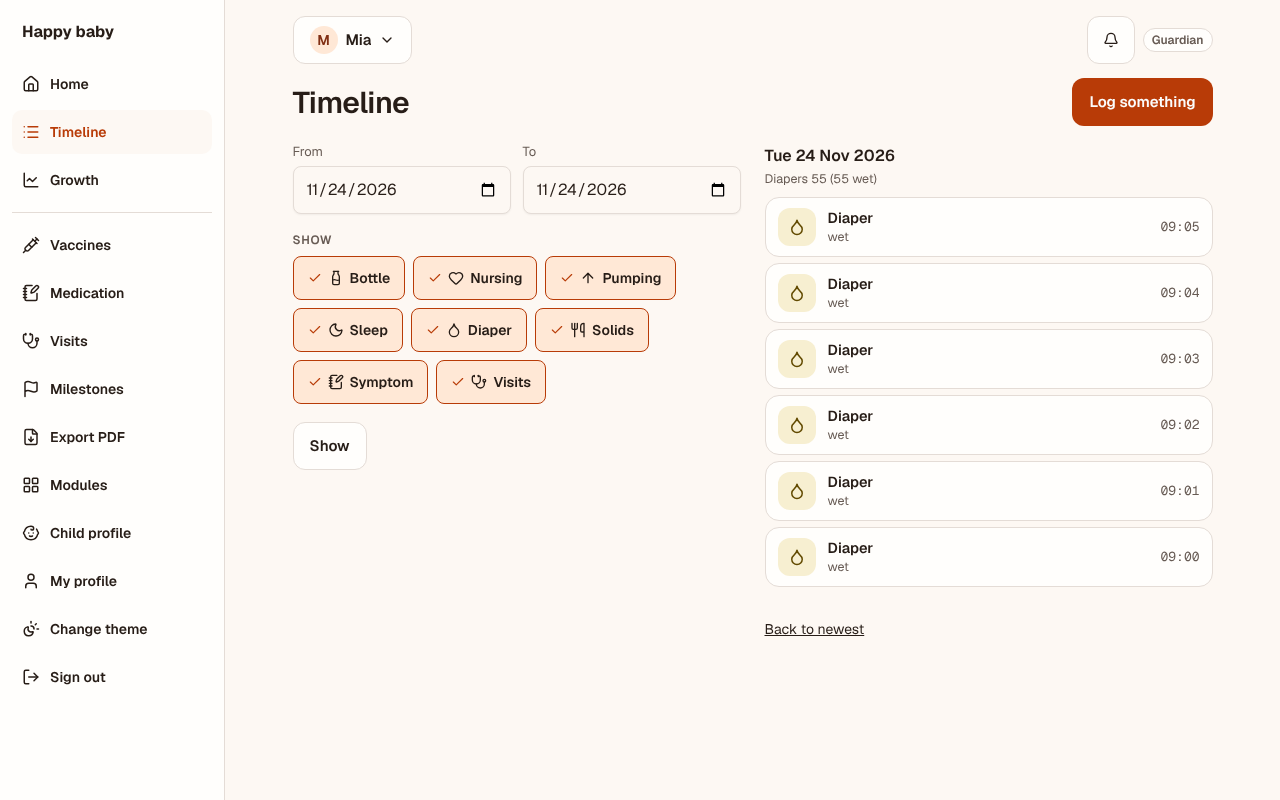 Happy baby
Home
Timeline
Growth
Vaccines
Medication
Visits
Milestones
Export PDF
Modules
Child profile
My profile
Change theme
Sign out
M Mia
Guardian
Timeline
Log something
From
To
11/24/2026
11/24/2026
SHOW
Bottle
Nursing
Pumping
Sleep
Diaper
Solids
Symptom
Visits
Show
Tue 24 Nov 2026
Diapers 55 (55 wet)
Diaper
wet
09:05
Diaper
wet
09:04
Diaper
wet
09:03
Diaper
wet
09:02
Diaper
wet
09:01
Diaper
wet
09:00
Back to newest